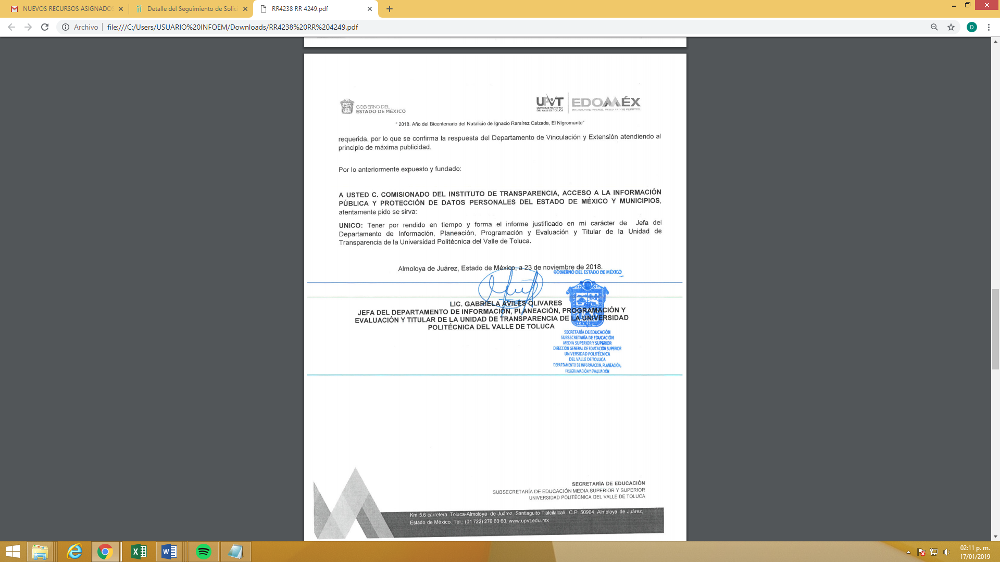 NUEVOS RECURSOS ASIGNADOS
Detalle del Seguimiento de Solic
RR4238 RR 4249.pdf
Archivo
file:///C:/Users/USUARIO%20INFOEM/Downloads/RR4238%20RR%204249.pdf
D
GOBIERNO DEL
ESTADO DE MÉXICO
UPVT
UNIVERSIDAD POLITÉCNICA
DEL VALLE DE TOLUCA
EDOMÉX
DECISIONES FIRMES, RESULTADOS FUERTES.
" 2018. Año del Bicentenario del Natalicio de Ignacio Ramírez Calzada, El Nigromante"
requerida, por lo que se confirma la respuesta del Departamento de Vinculación y Extensión atendiendo al
principio de máxima publicidad.
Por lo anteriormente expuesto y fundado:
A USTED C. COMISIONADO DEL INSTITUTO DE TRANSPARENCIA, ACCESO A LA INFORMACIÓN
PÚBLICA Y PROTECCIÓN DE DATOS PERSONALES DEL ESTADO DE MÉXICO Y MUNICIPIOS,
atentamente pido se sirva:
UNICO: Tener por rendido en tiempo y forma el informe justificado en mi carácter de Jefa del
Departamento de Información, Planeación, Programación y Evaluación y Titular de la Unidad de
Transparencia de la Universidad Politécnica del Valle de Toluca.
Almoloya de Juárez, Estado de México, a 23 de noviembre de 2018.
GOBIERNO DEL ESTADO DE MÉXICO
LIC. GABRIELA AVILÉS OLIVARES
JEFA DEL DEPARTAMENTO DE INFORMACIÓN, PLANEACIÓN, PROGRAMACIÓN Y
EVALUACIÓN Y TITULAR DE LA UNIDAD DE TRANSPARENCIA DE LA UNIVERSIDAD
POLITÉCNICA DEL VALLE DE TOLUCA
SECRETARÍA DE EDUCACIÓN
SUBSECRETARÍA DE EDUCACIÓN
MEDIA SUPERIOR Y SUPERIOR
DIRECCIÓN GENERAL DE EDUCACIÓN SUPERIOR
UNIVERSIDAD POLITÉCNICA
DEL VALLE DE TOLUCA
DEPARTAMENTO DE INFORMACIÓN, PLANEACIÓN,
PROGRAMACIÓN Y EVALUACIÓN
SECRETARÍA DE EDUCACIÓN
SUBSECRETARÍA DE EDUCACIÓN MEDIA SUPERIOR Y SUPERIOR
UNIVERSIDAD POLITÉCNICA DEL VALLE DE TOLUCA
Km 5.6 carretera Toluca-Almoloya de Juárez, Santiaguito Tlalcilalcali, C.P. 50904, Almoloya de Juárez,
Estado de México. Tel.: (01 722) 276 60 60. www.upvt.edu.mx
02:11 p. m.
17/01/2019